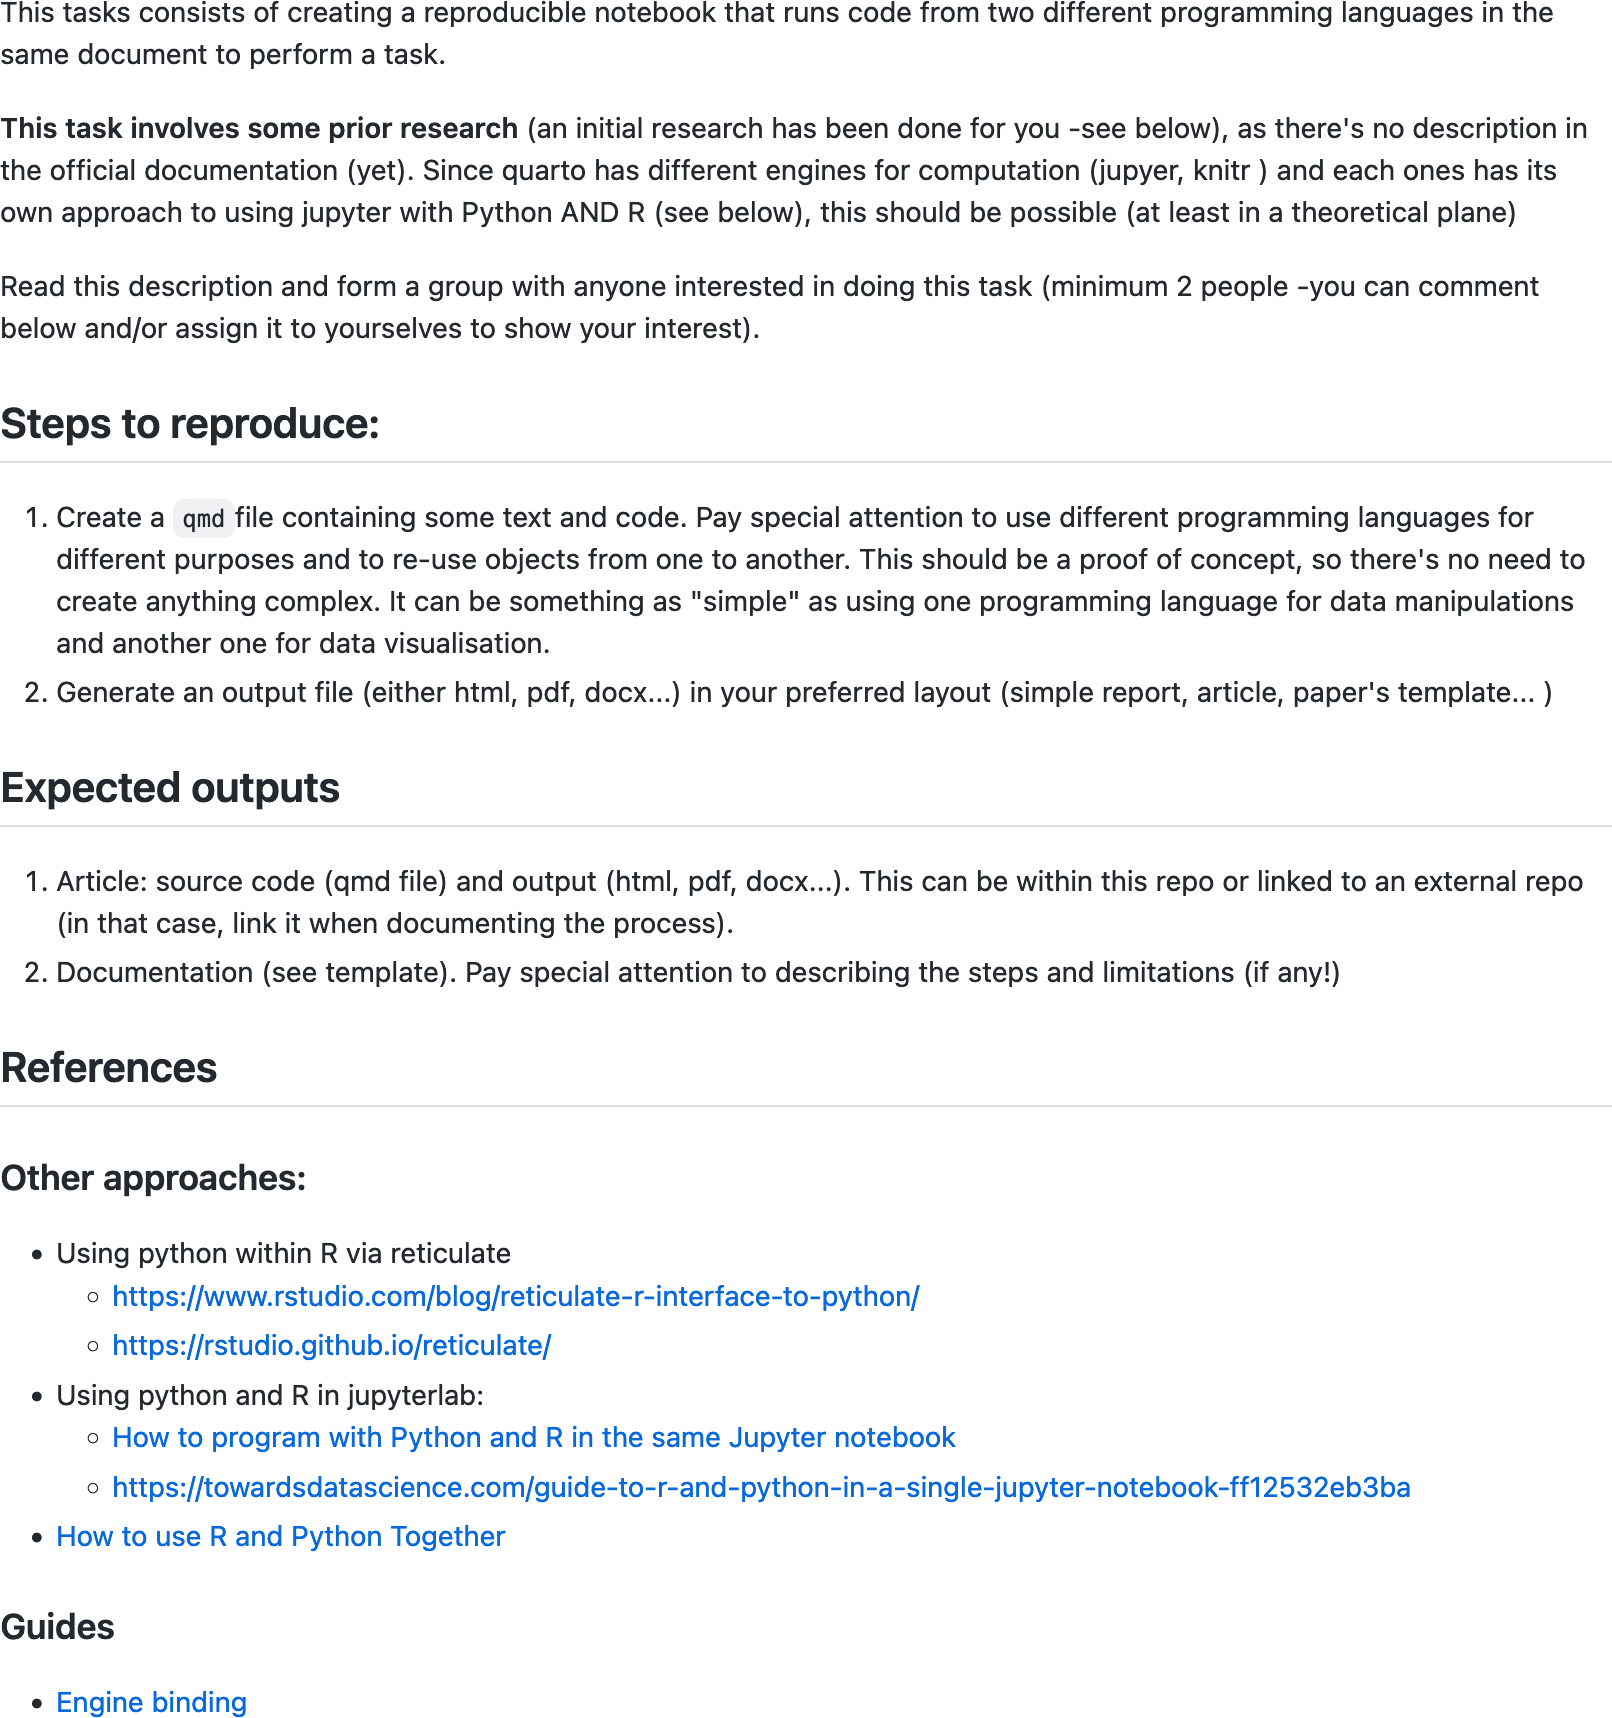 This tasks consists of creating a reproducible notebook that runs code from two different programming languages in the
same document to perform a task.
This task involves some prior research (an initial research has been done for you -see below), as there's no description in
the official documentation (yet). Since quarto has different engines for computation (jupyer, knitr ) and each ones has its
own approach to using jupyter with Python AND R (see below), this should be possible (at least in a theoretical plane)
Read this description and form a group with anyone interested in doing this task (minimum 2 people -you can comment
below and/or assign it to yourselves to show your interest).
Steps to reproduce:
1. Create a qmd file containing some text and code. Pay special attention to use different programming languages for
different purposes and to re-use objects from one to another. This should be a proof of concept, so there's no need to
create anything complex. It can be something as "simple" as using one programming language for data manipulations
and another one for data visualisation.
2. Generate an output file (either html, pdf, docx...) in your preferred layout (simple report, article, paper's template... )
Expected outputs
1. Article: source code (qmd file) and output (html, pdf, docx...). This can be within this repo or linked to an external repo
(in that case, link it when documenting the process).
2. Documentation (see template). Pay special attention to describing the steps and limitations (if any!)
References
Other approaches:
• Using python within R via reticulate
◦ https://www.rstudio.com/blog/reticulate-r-interface-to-python/
◦ https://rstudio.github.io/reticulate/
• Using python and R in jupyterlab:
◦ How to program with Python and R in the same Jupyter notebook
◦ https://towardsdatascience.com/guide-to-r-and-python-in-a-single-jupyter-notebook-ff12532eb3ba
• How to use R and Python Together
Guides
• Engine binding